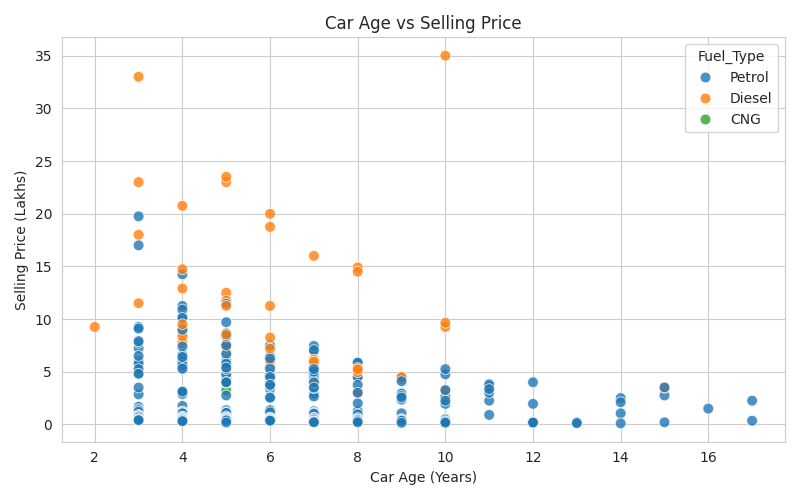 Car Age vs Selling Price
Fuel_Type
Petrol
Diesel
CNG
Selling Price (Lakhs)
35
30
25
20
15
10
5
0
2 4 6 8 10 12 14 16
Car Age (Years)